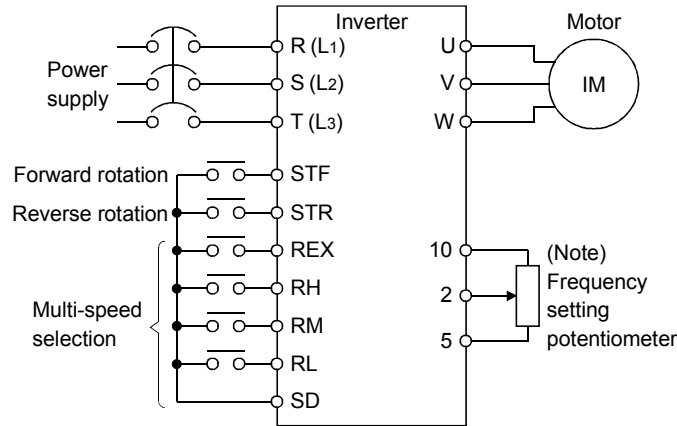 Inverter
Motor
Power
supply
R (L1)
S (L2)
T (L3)
U
V
W
IM
Forward rotation
STF
Reverse rotation
STR
Multi-speed
selection
REX
RH
RM
RL
SD
10
2
5
(Note)
Frequency
setting
potentiometer